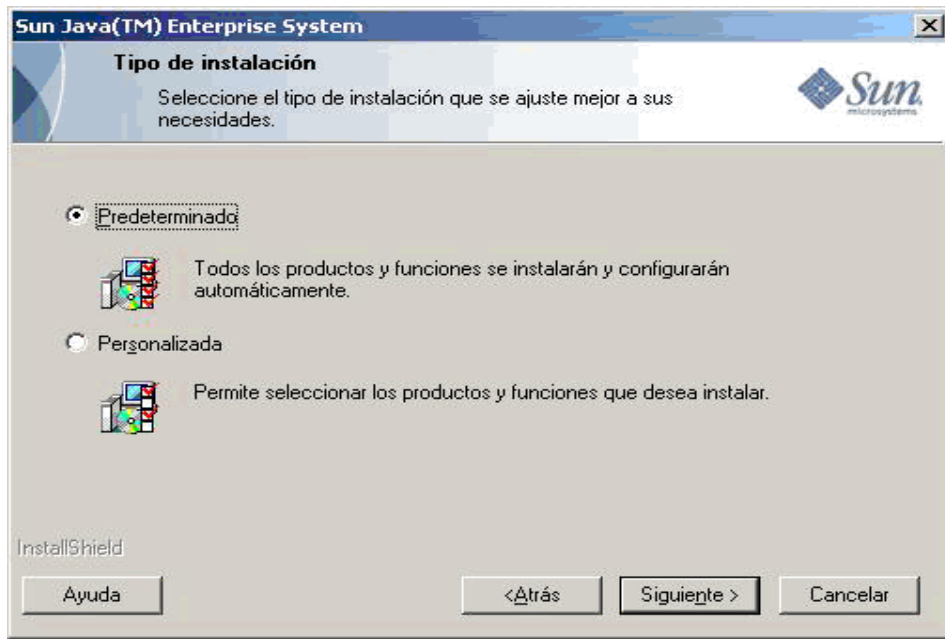 Sun Java(TM) Enterprise System
Tipo de instalación
Seleccione el tipo de instalación que se ajuste mejor a sus
necesidades.
Sun
microsystems
Predeterminado
Todos los productos y funciones se instalarán y configurarán
automáticamente.
Personalizada
Permite seleccionar los productos y funciones que desea instalar.
InstallShield
Ayuda
<Atrás
Siguiente >
Cancelar